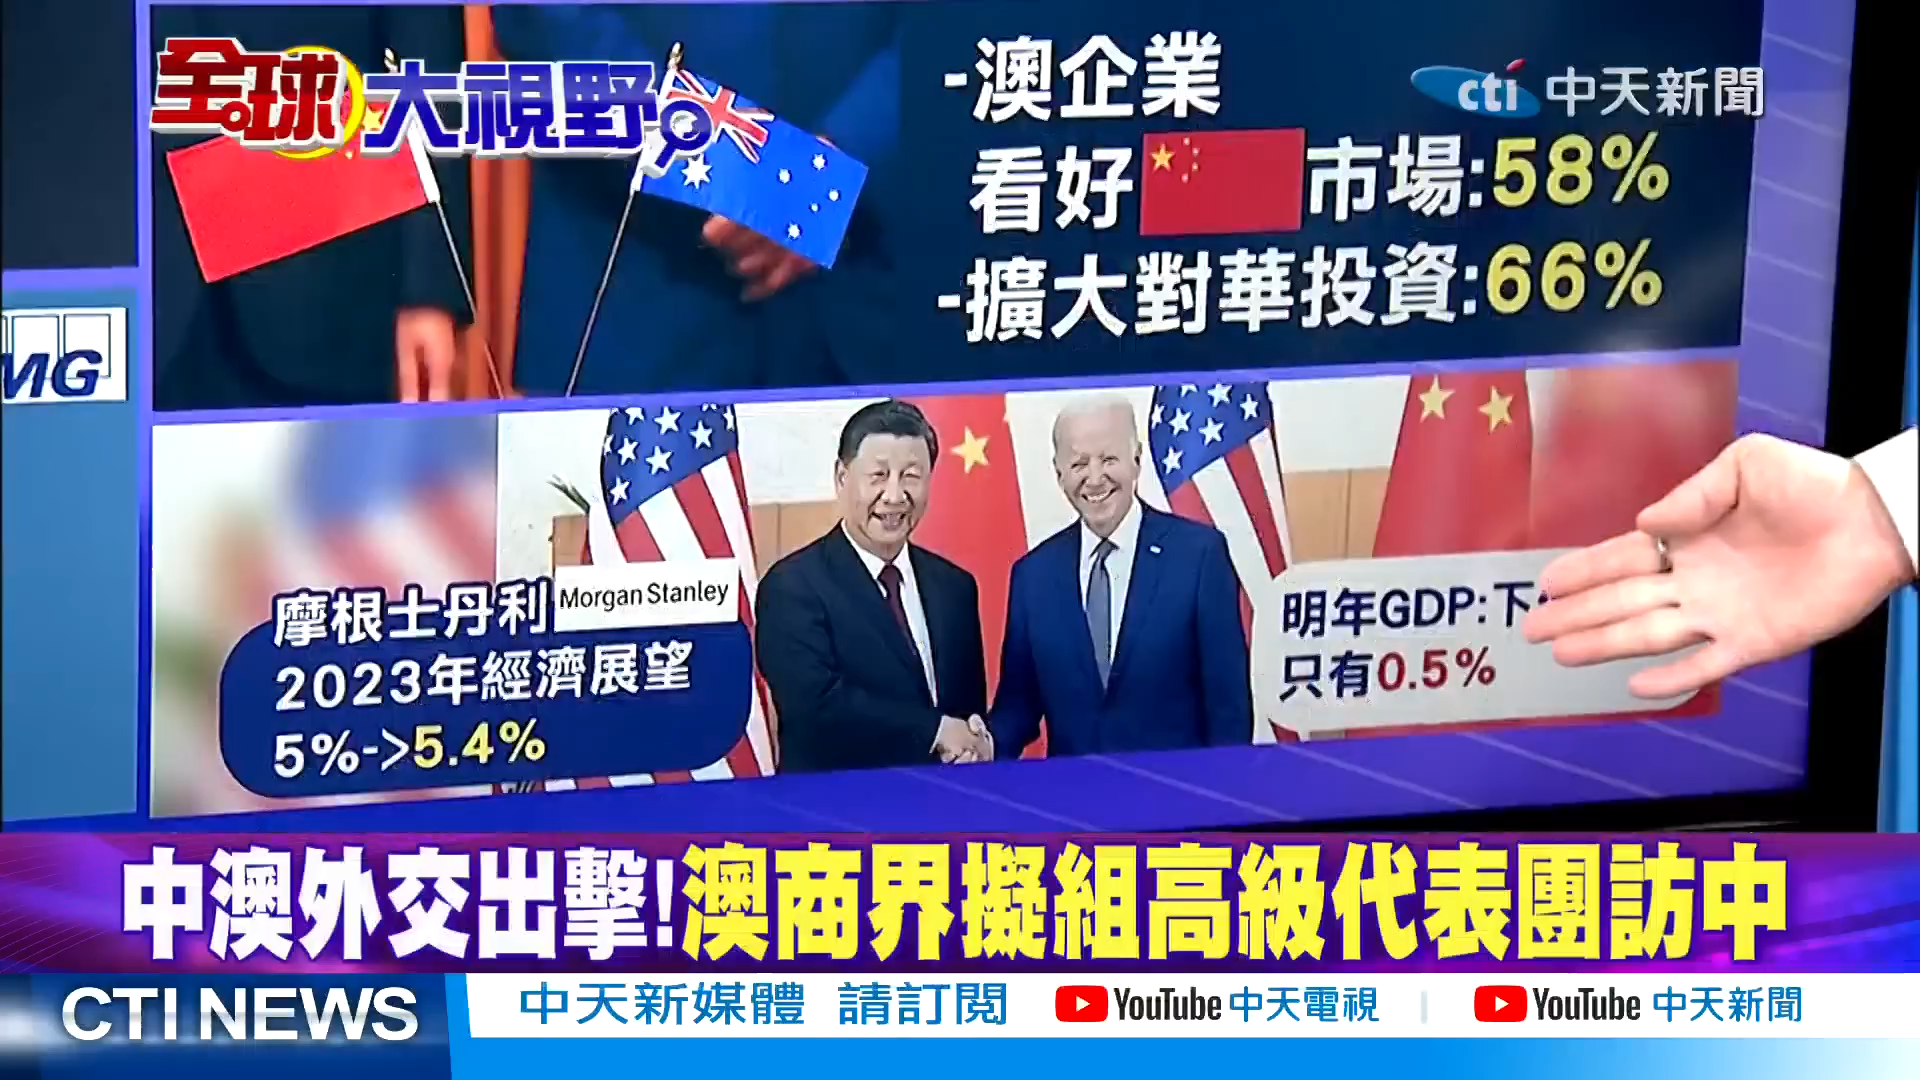 全球大視野
cti 中天新聞
-澳企業
看好市場:58%
-擴大對華投資:66%
MG
摩根士丹利 Morgan Stanley
2023年經濟展望
5%->5.4%
明年GDP:下
只有0.5%
中澳外交出擊!澳商界擬組高級代表團訪中
CTI NEWS
中天新媒體 請訂閱 YouTube 中天電視 | YouTube 中天新聞